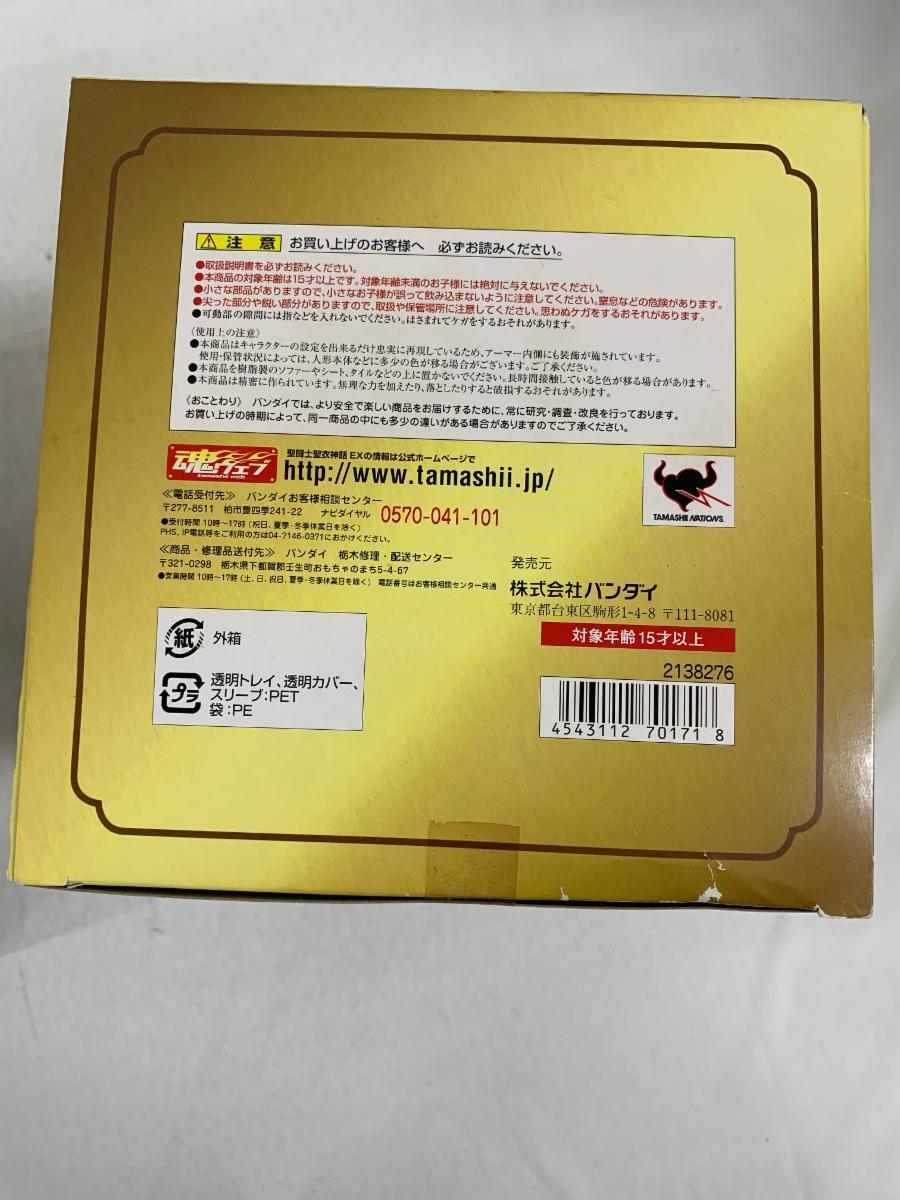 注意 お買い上げのお客様へ 必ずお読みください。
●取扱説明書を必ずお読みください。
●本商品の対象年齢は15才以上です。対象年齢未満のお子様には絶対に与えないでください。
●小さな部品がありますので、小さなお子様が誤って飲み込まないように注意してください。窒息などの危険があります。
●尖った部分や鋭い部分がありますので、取扱や保管場所に注意してください。思わぬケガをするおそれがあります。
●可動部の隙間には指などを入れないでください。はさまれてケガをするおそれがあります。
〈使用上の注意〉
●本商品はキャラクターの設定を出来るだけ忠実に再現しているため、アーマー内側にも装飾が施されています。
使用・保管状況によっては、人形本体などに多少の色が移る場合がございます。ご了承ください。
●本商品を樹脂製のソファーやシート、タイルなどの上に置かないでください。長時間接触していると色が移る場合があります。
●本商品は精密に作られています。無理な力を加えたり、落としたりすると破損するおそれがあります。
《おことわり》 バンダイでは、より安全で楽しい商品をお届けするために、常に研究・調査・改良を行っております。
お買い上げの時期によって、同一商品の中にも多少の違いがある場合がありますのでご了承ください。
魂ウェブ
tamashii web
聖闘士聖衣神話 EXの情報は公式ホームページで
http://www.tamashii.jp/
TAMASHII NATIONS
≪電話受付先≫ バンダイお客様相談センター
〒277-8511 柏市豊四季241-22 ナビダイヤル 0570-041-101
●受付時間 10時〜17時(祝日、夏季・冬季休業日を除く)
PHS、IP電話等をご利用の方は04-7146-0371におかけください。
≪商品・修理品送付先≫ バンダイ 栃木修理・配送センター
〒321-0298 栃木県下都賀郡壬生町おもちゃのまち5-4-67
●営業時間 10時〜17時(土、日、祝日、夏季・冬季休業日を除く) 電話番号はお客様相談センター共通
発売元
株式会社バンダイ
東京都台東区駒形1-4-8 〒111-8081
対象年齢15才以上
紙 外箱
プラ 透明トレイ、透明カバー、
スリーブ:PET
袋:PE
2138276
4543112 70171 8